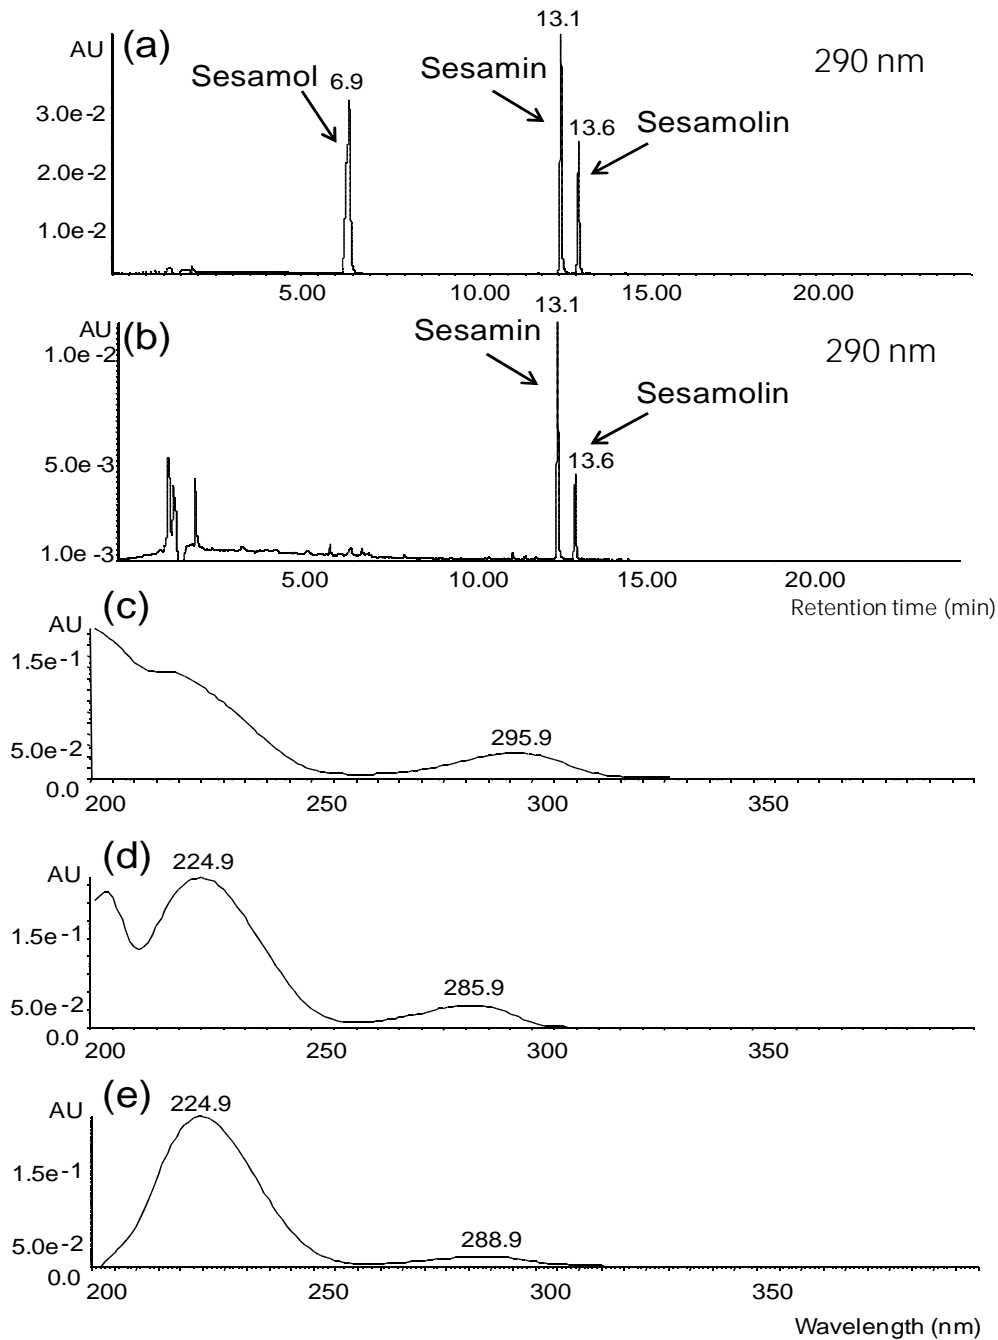 13.1
AU (a)
290 nm
Sesamol 6.9
Sesamin
3.0e-2
13.6 Sesamolin
2.0e-2
1.0e-2
5.00 10.00 15.00 20.00
13.1
AU (b)
Sesamin
290 nm
1.0e -2
Sesamolin
5.0e -3
13.6
1.0e -3
5.00 10.00 15.00 20.00
Retention time (min)
(c)
AU
1.5e-1
295.9
5.0e-2
0.0
200 250 300 350
(d)
224.9
AU
1.5e-1
285.9
5.0e-2
0.0
200 250 300 350
(e)
224.9
AU
1.5e-1
288.9
5.0e-2
0.0
200 250 300 350
Wavelength (nm)